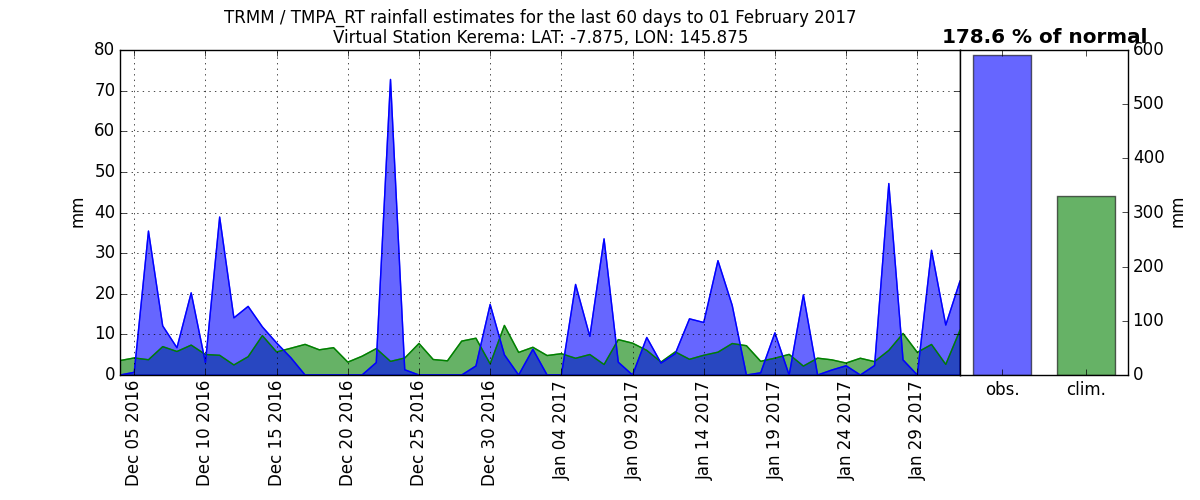 TRMM / TMPA_RT rainfall estimates for the last 60 days to 01 February 2017
Virtual Station Kerema: LAT: -7.875, LON: 145.875
178.6 % of normal
80
70
60
50
40
30
20
10
0
mm
Dec 05 2016
Dec 10 2016
Dec 15 2016
Dec 20 2016
Dec 25 2016
Dec 30 2016
Jan 04 2017
Jan 09 2017
Jan 14 2017
Jan 19 2017
Jan 24 2017
Jan 29 2017
obs.
clim.
600
500
400
300
200
100
0
mm